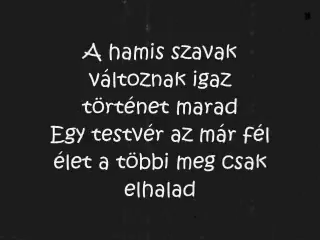 A hamis szavak
változnak igaz
történet marad
Egy testvér az már fél
élet a többi meg csak
elhalad